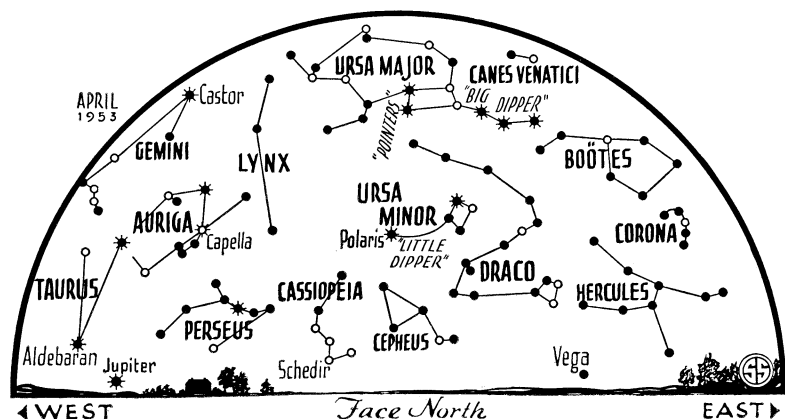 APRIL
1953
Castor
GEMINI
LYNX
URSA MAJOR
"POINTERS"
"BIG
DIPPER"
CANES VENATICI
BOÖTES
AURIGA
Capella
URSA
MINOR
Polaris
"LITTLE
DIPPER"
CORONA
TAURUS
PERSEUS
CASSIOPEIA
CEPHEUS
DRACO
HERCULES
Aldebaran
Jupiter
Schedir
Vega
WEST
Face North
EAST